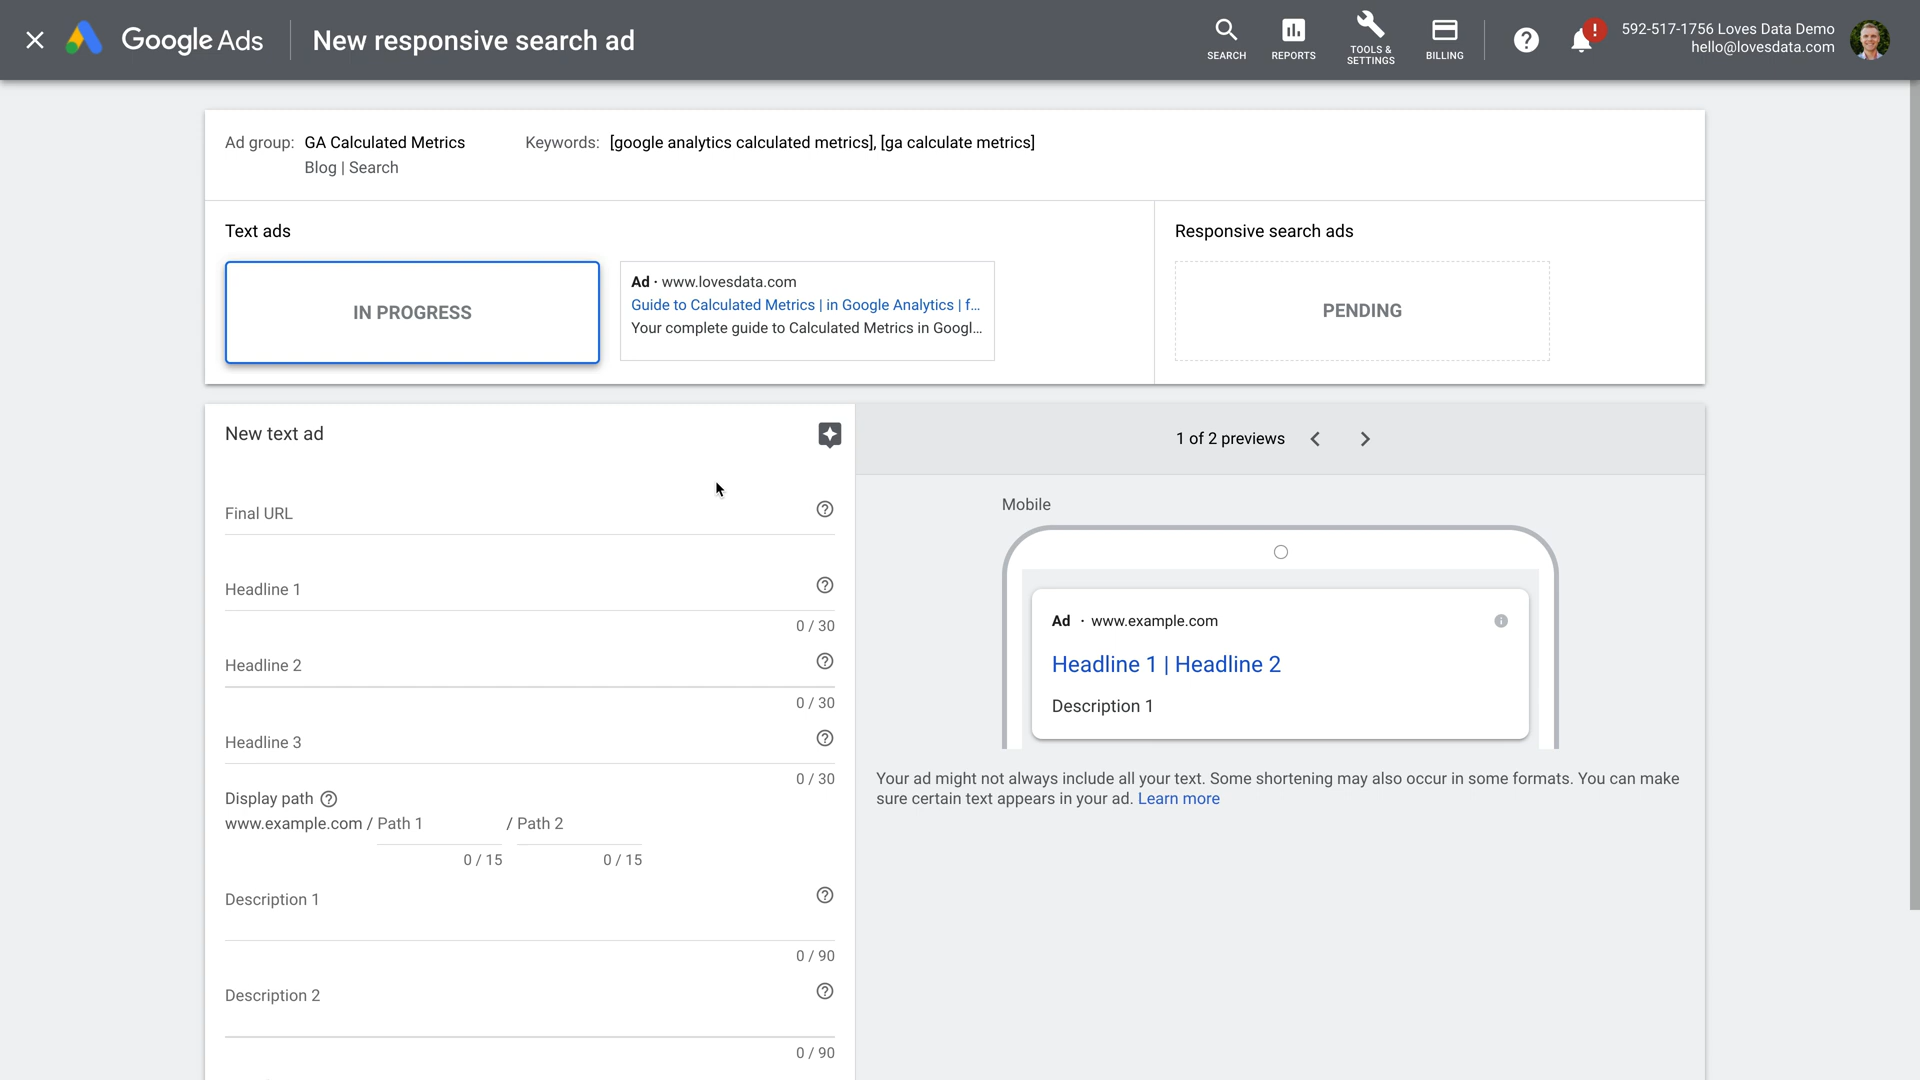 Google Ads
New responsive search ad
SEARCH
REPORTS
TOOLS &
SETTINGS
BILLING
!
592-517-1756 Loves Data Demo
hello@lovesdata.com
Ad group: GA Calculated Metrics
Blog | Search
Keywords: [google analytics calculated metrics], [ga calculate metrics]
Text ads
IN PROGRESS
Ad · www.lovesdata.com
Guide to Calculated Metrics | in Google Analytics | f...
Your complete guide to Calculated Metrics in Googl...
Responsive search ads
PENDING
New text ad
Final URL
Headline 1
0 / 30
Headline 2
0 / 30
Headline 3
0 / 30
Display path
www.example.com / Path 1 / Path 2
0 / 15 0 / 15
Description 1
0 / 90
Description 2
0 / 90
1 of 2 previews
Mobile
Ad · www.example.com
Headline 1 | Headline 2
Description 1
Your ad might not always include all your text. Some shortening may also occur in some formats. You can make
sure certain text appears in your ad. Learn more